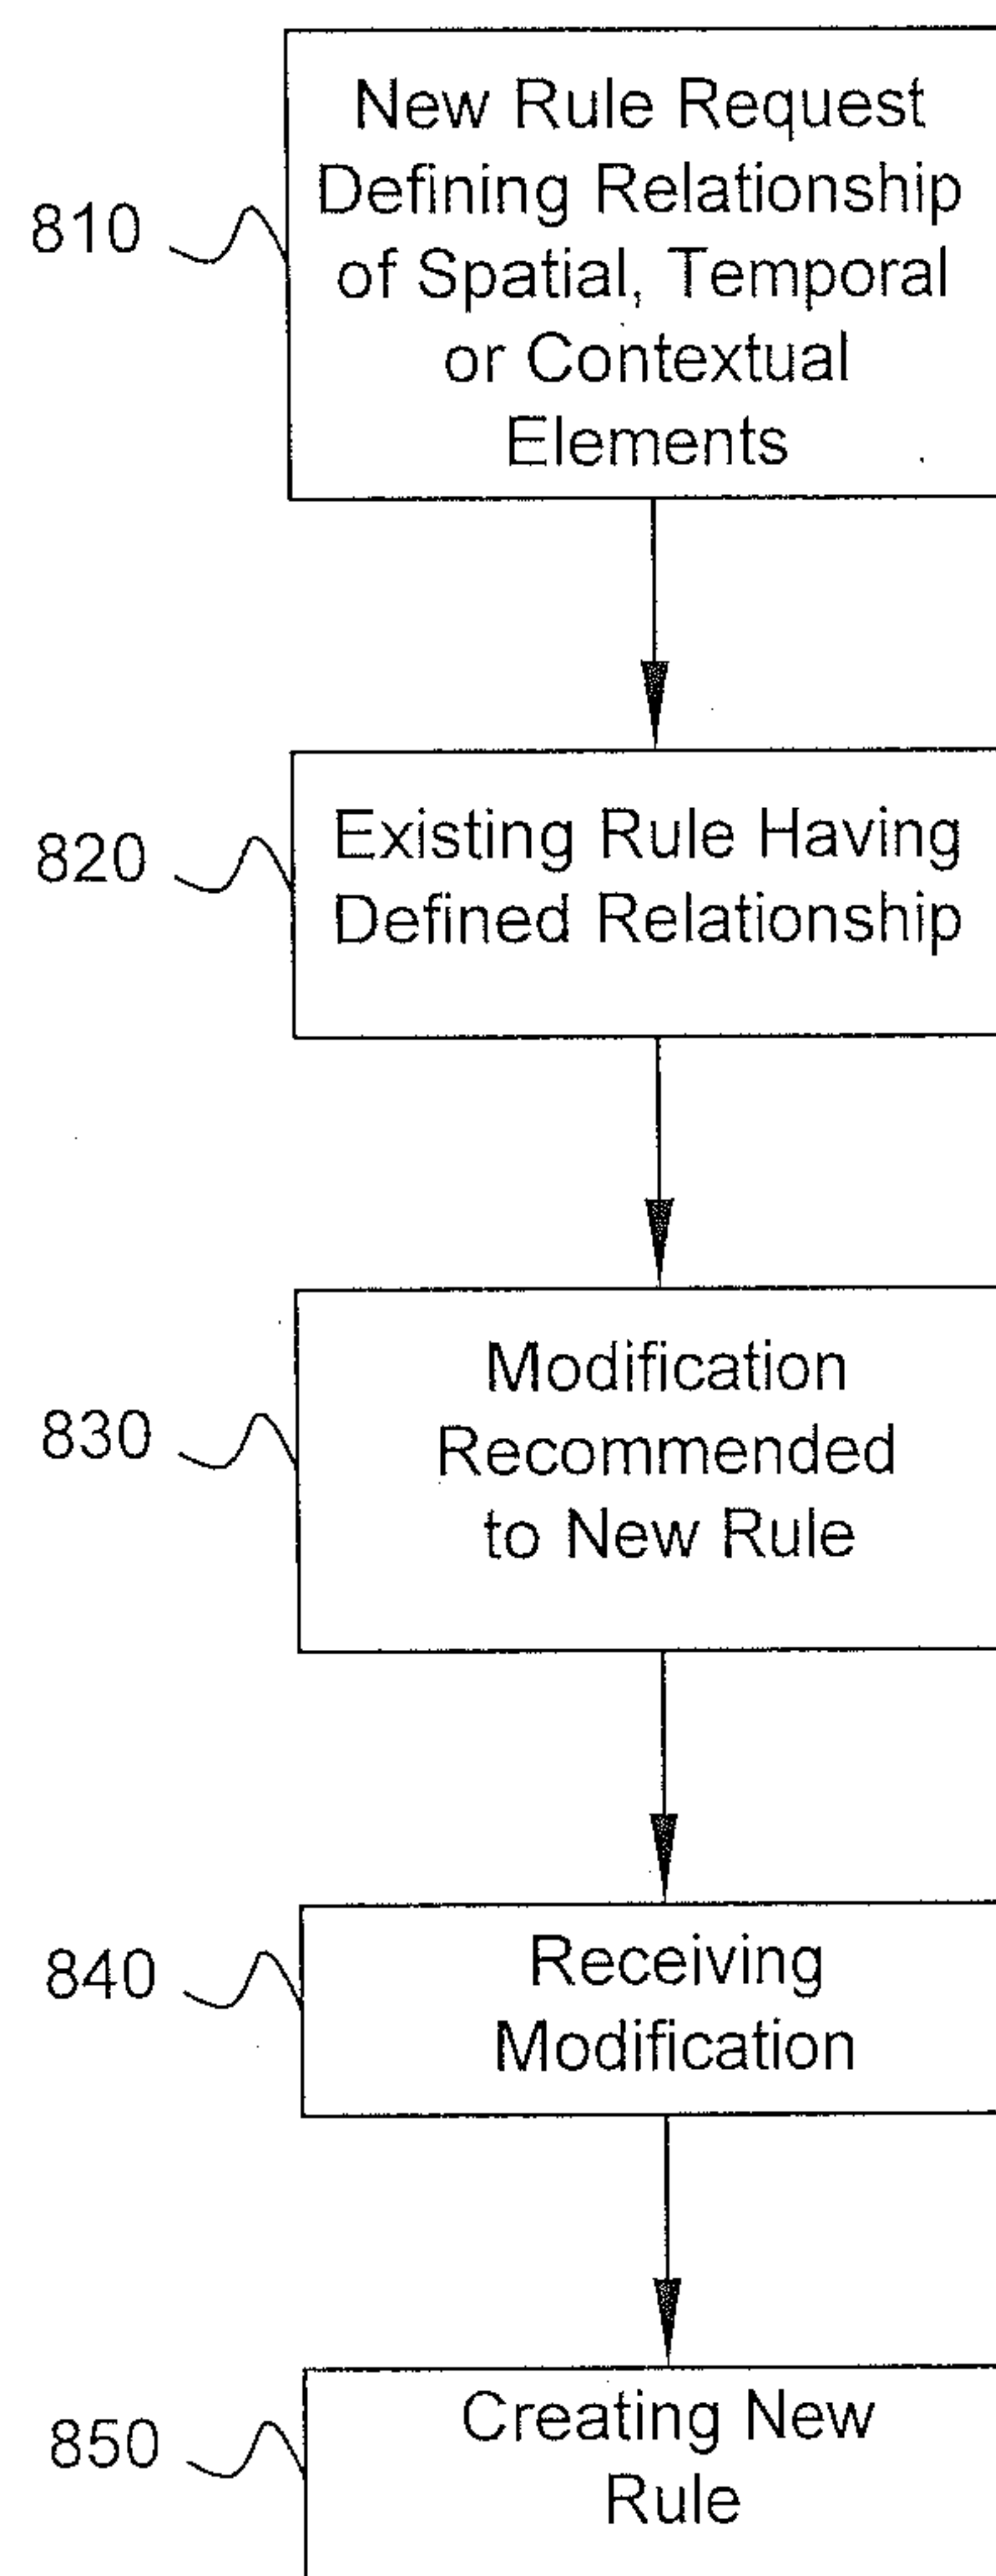 New Rule Request
Defining Relationship
810
of Spatial, Temporal
or Contextual
Elements
820
Existing Rule Having
Defined Relationship
Modification
830
Recommended
to New Rule
840
Receiving
Modification
850
Creating New
Rule